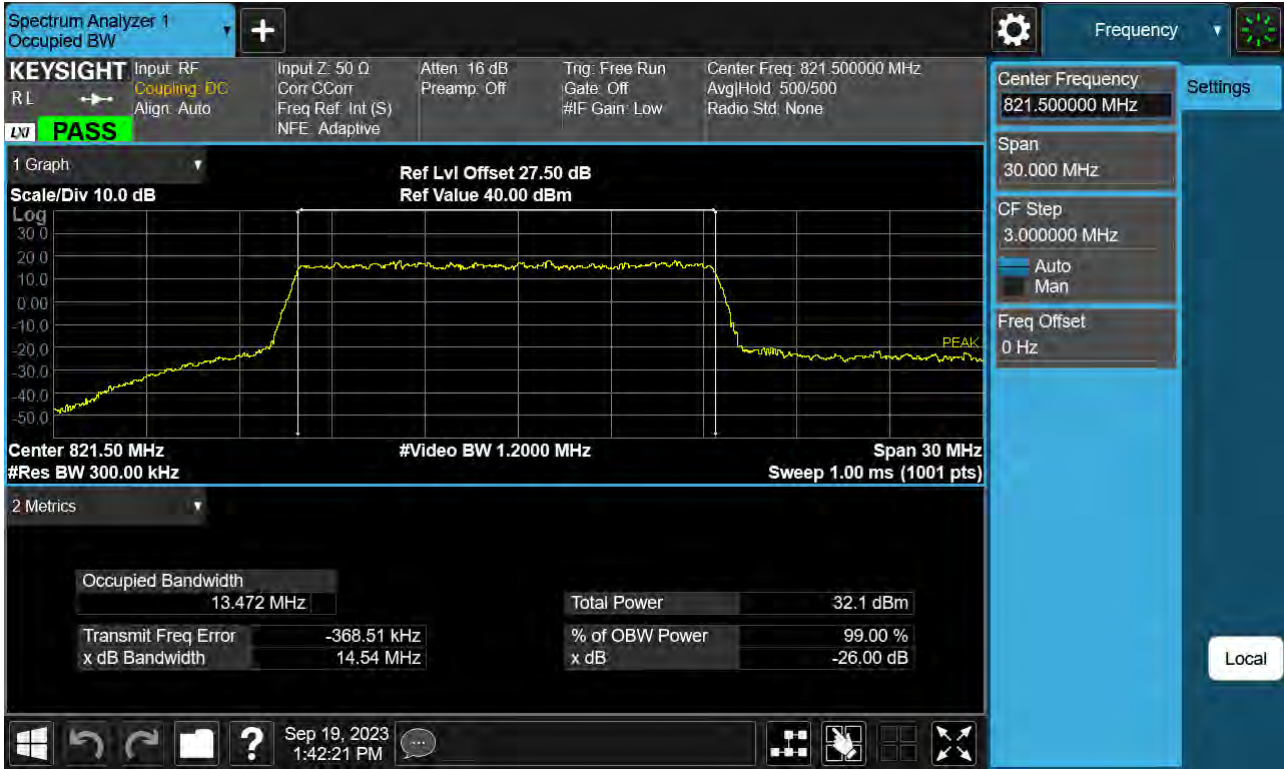 Spectrum Analyzer 1
Occupied BW
+
Frequency
KEYSIGHT
RL
LXI
PASS
Input: RF
Coupling: DC
Align: Auto
Input Z: 50 Ω
Corr CCorr
Freq Ref: Int (S)
NFE: Adaptive
Atten: 16 dB
Preamp: Off
Trig: Free Run
Gate: Off
#IF Gain: Low
Center Freq: 821.500000 MHz
Avg|Hold: 500/500
Radio Std: None
Center Frequency
821.500000 MHz
Settings
Span
30.000 MHz
CF Step
3.000000 MHz
Auto
Man
Freq Offset
0 Hz
Local
1 Graph
Scale/Div 10.0 dB
Ref Lvl Offset 27.50 dB
Ref Value 40.00 dBm
Log
30.0
20.0
10.0
0.00
-10.0
-20.0
-30.0
-40.0
-50.0
PEAK
Center 821.50 MHz
#Video BW 1.2000 MHz
Span 30 MHz
#Res BW 300.00 kHz
Sweep 1.00 ms (1001 pts)
2 Metrics
Occupied Bandwidth
13.472 MHz
Total Power 32.1 dBm
Transmit Freq Error -368.51 kHz
% of OBW Power 99.00 %
x dB Bandwidth 14.54 MHz
x dB -26.00 dB
?
Sep 19, 2023
1:42:21 PM